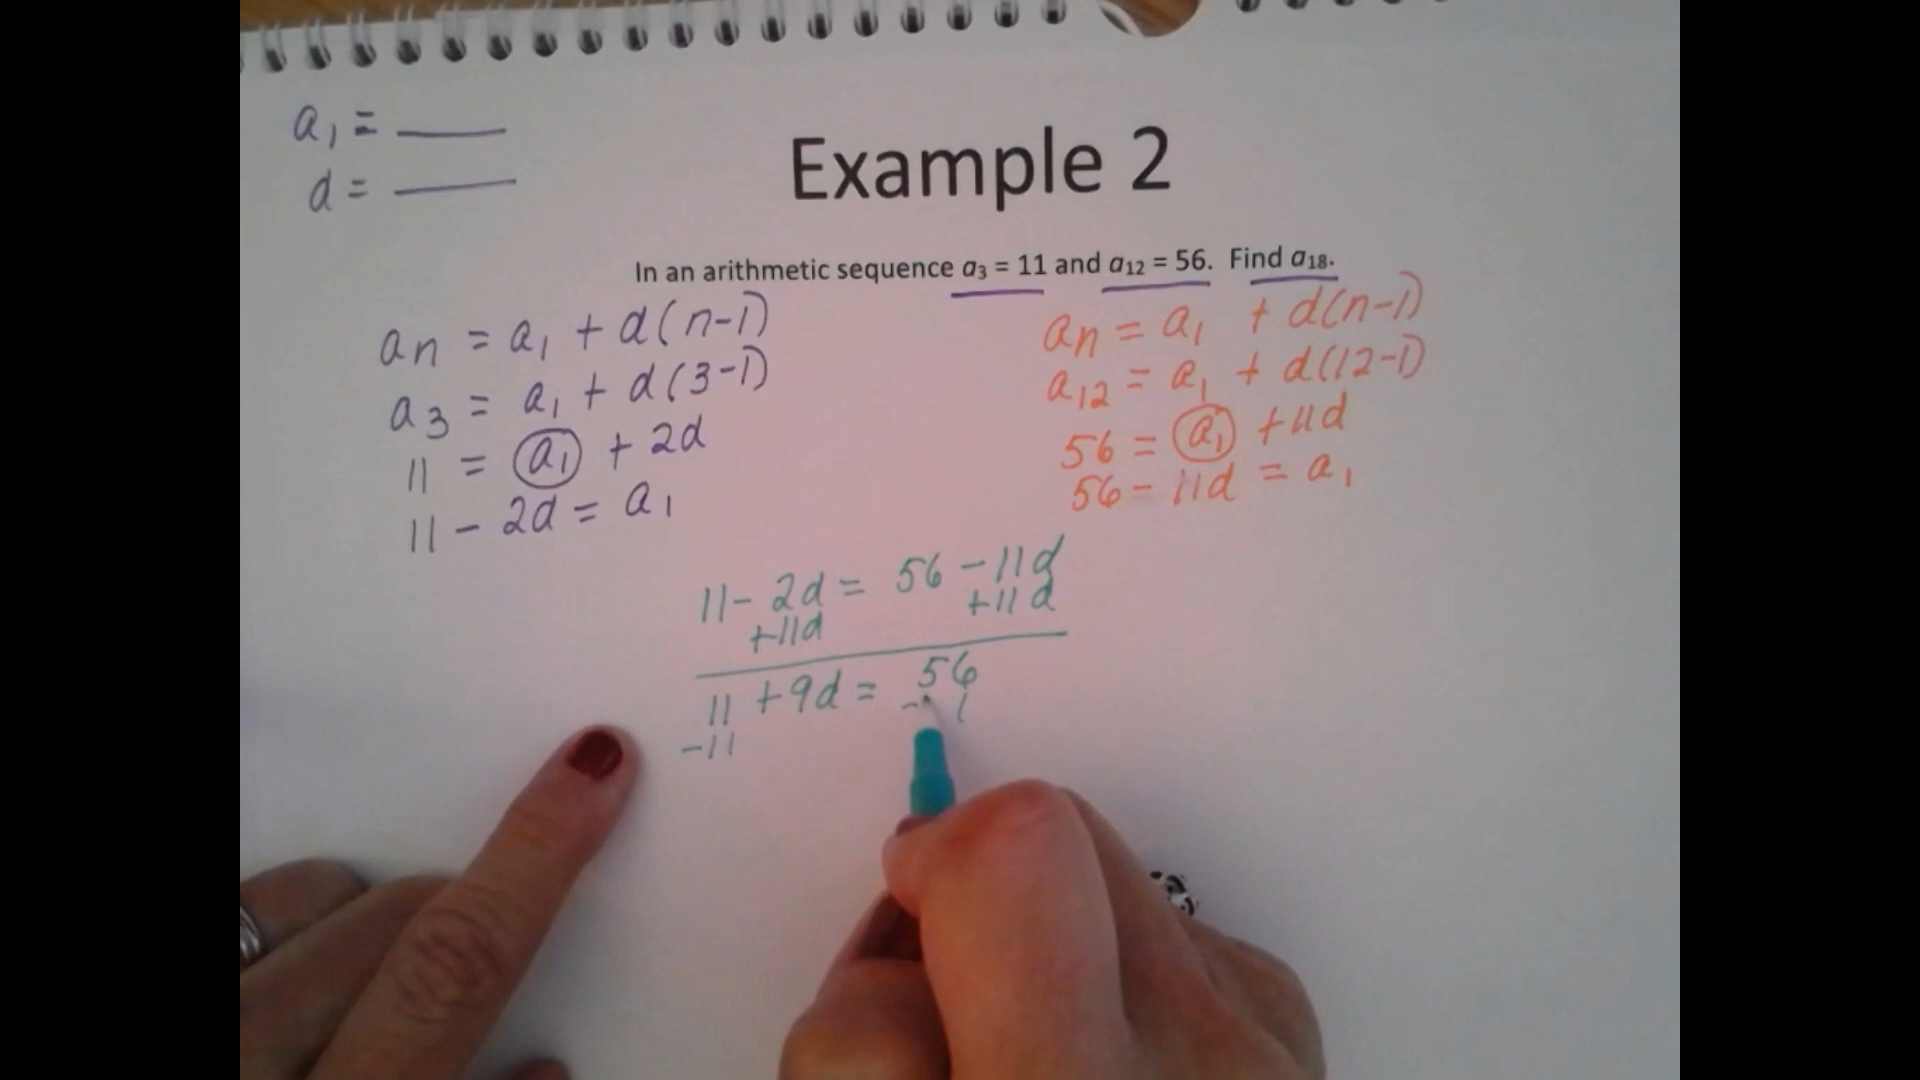 a₁ = ____
d = ____
Example 2
In an arithmetic sequence a₃ = 11 and a₁₂ = 56. Find a₁₈.
aₙ = a₁ + d(n-1)
a₃ = a₁ + d(3-1)
11 = a₁ + 2d
11 - 2d = a₁
aₙ = a₁ + d(n-1)
a₁₂ = a₁ + d(12-1)
56 = a₁ + 11d
56 - 11d = a₁
11 - 2d = 56 - 11d
+11d +11d
11 + 9d = 56
-11 - 1